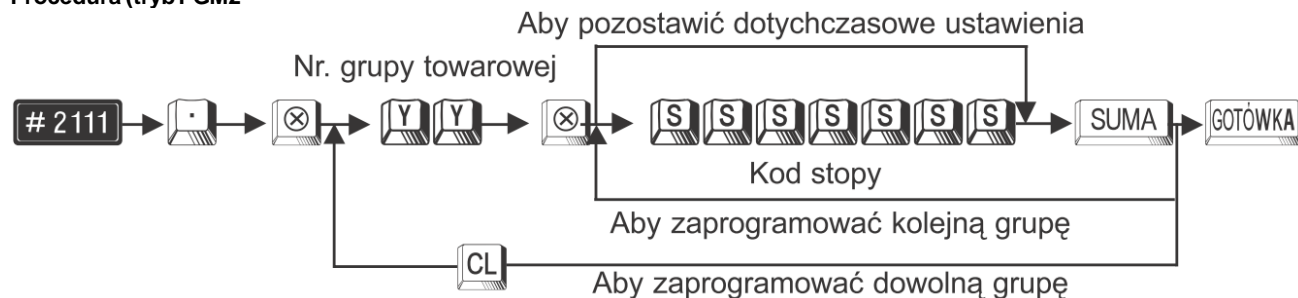 Procedura (tryb PGM2
Aby pozostawić dotychczasowe ustawienia
Nr. grupy towarowej
# 2111 · ⊗ Y Y ⊗ S S S S S S S SUMA GOTÓWKA
Kod stopy
Aby zaprogramować kolejną grupę
CL
Aby zaprogramować dowolną grupę